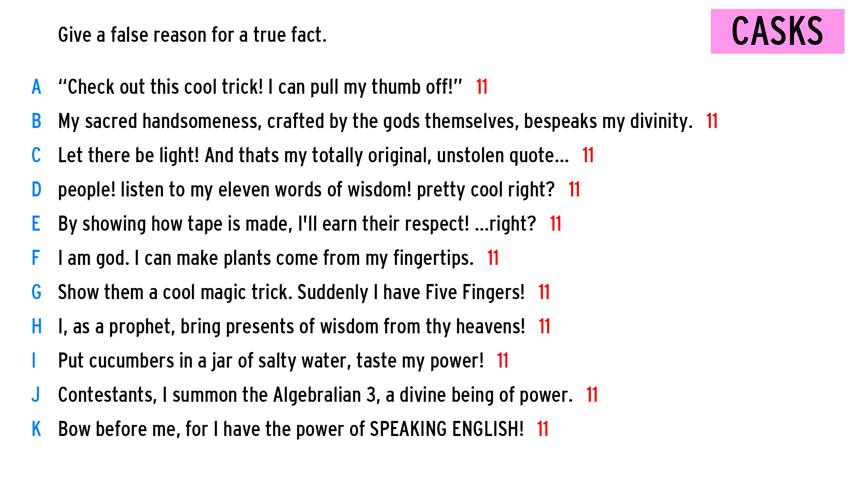 Give a false reason for a true fact.
CASKS
A “Check out this cool trick! I can pull my thumb off!” 11
B My sacred handsomeness, crafted by the gods themselves, bespeaks my divinity. 11
C Let there be light! And thats my totally original, unstolen quote... 11
D people! listen to my eleven words of wisdom! pretty cool right? 11
E By showing how tape is made, I'll earn their respect! ...right? 11
F I am god. I can make plants come from my fingertips. 11
G Show them a cool magic trick. Suddenly I have Five Fingers! 11
H I, as a prophet, bring presents of wisdom from thy heavens! 11
I Put cucumbers in a jar of salty water, taste my power! 11
J Contestants, I summon the Algebralian 3, a divine being of power. 11
K Bow before me, for I have the power of SPEAKING ENGLISH! 11